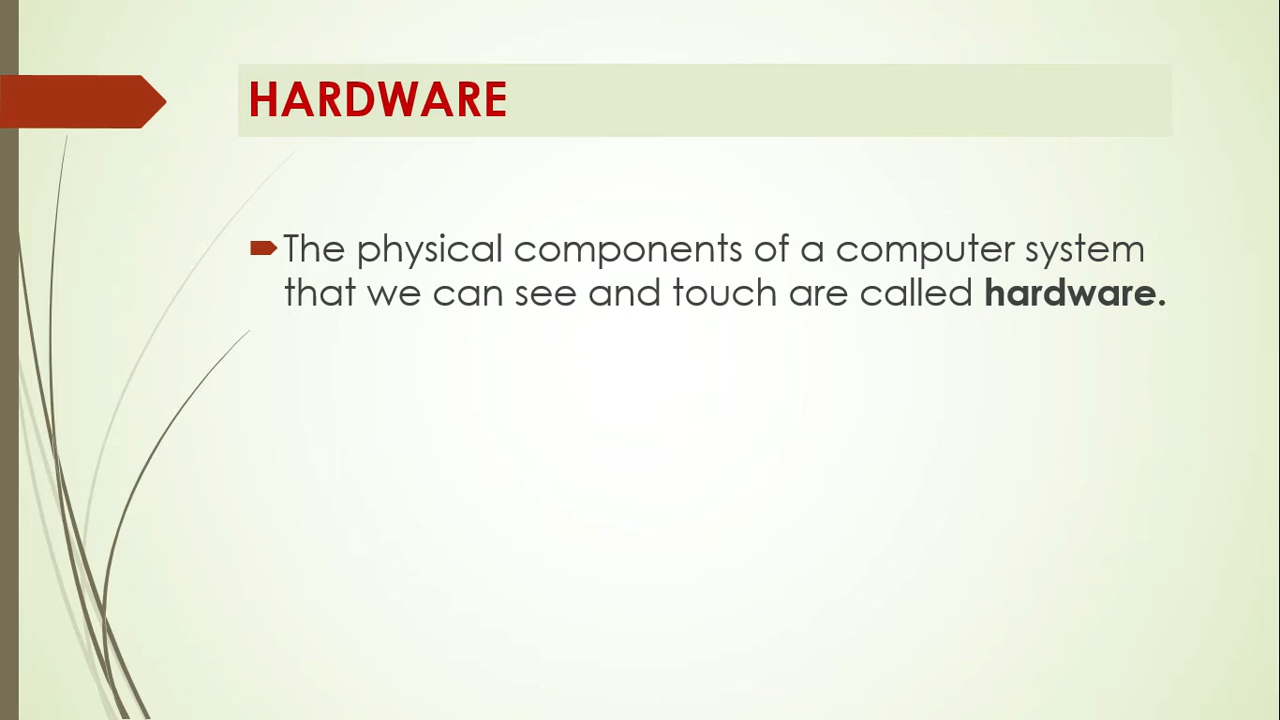 HARDWARE
The physical components of a computer system
that we can see and touch are called hardware.